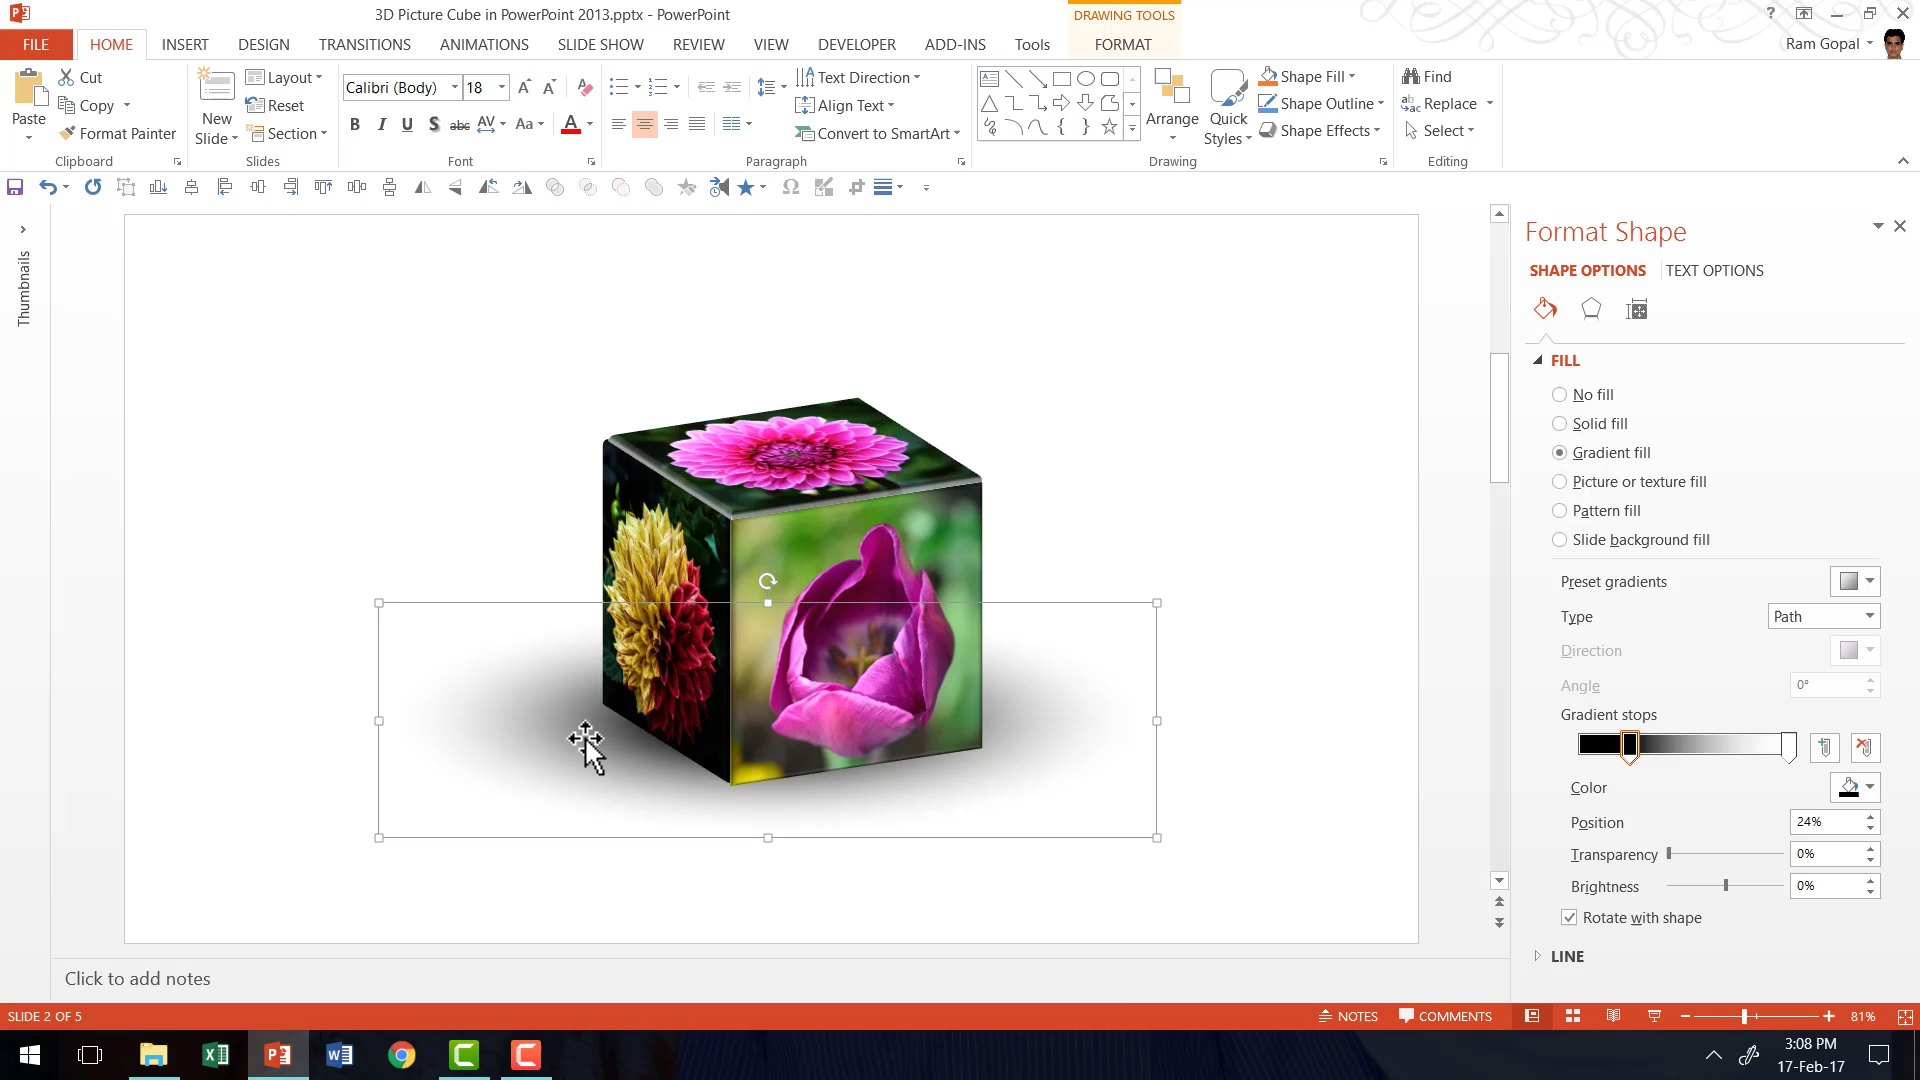 3D Picture Cube in PowerPoint 2013.pptx - PowerPoint
DRAWING TOOLS
?
FILE HOME INSERT DESIGN TRANSITIONS ANIMATIONS SLIDE SHOW REVIEW VIEW DEVELOPER ADD-INS Tools FORMAT
Ram Gopal
Paste
Cut
Copy
Format Painter
Clipboard
New Slide
Layout
Reset
Section
Slides
Calibri (Body) 18
B I U S abc AV Aa A
Font
Text Direction
Align Text
Convert to SmartArt
Paragraph
Arrange
Quick Styles
Shape Fill
Shape Outline
Shape Effects
Drawing
Find
Replace
Select
Editing
Thumbnails
Format Shape
SHAPE OPTIONS TEXT OPTIONS
FILL
No fill
Solid fill
Gradient fill
Picture or texture fill
Pattern fill
Slide background fill
Preset gradients
Type Path
Direction
Angle 0°
Gradient stops
Color
Position 24%
Transparency 0%
Brightness 0%
Rotate with shape
LINE
Click to add notes
SLIDE 2 OF 5
NOTES COMMENTS 81%
3:08 PM
17-Feb-17